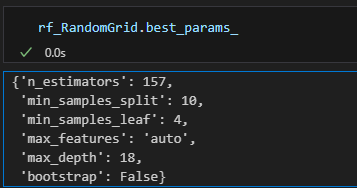 rf_RandomGrid.best_params_
0.0s
{'n_estimators': 157,
'min_samples_split': 10,
'min_samples_leaf': 4,
'max_features': 'auto',
'max_depth': 18,
'bootstrap': False}